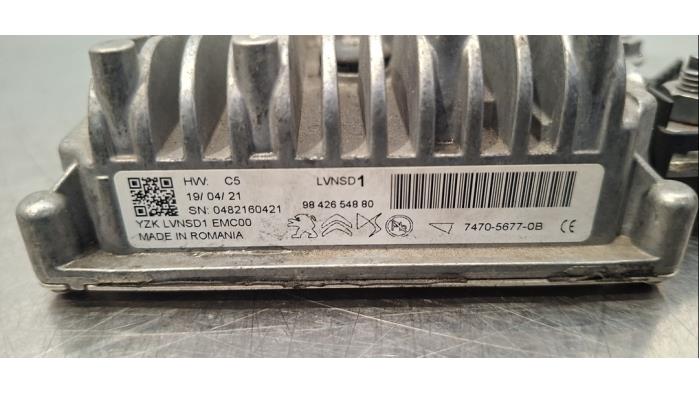 HW: C5
19/ 04/ 21
SN: 0482160421
YZK LVNSD1 EMC00
MADE IN ROMANIA
LVNSD1
98 426 548 80
7470-5677-0B
CE